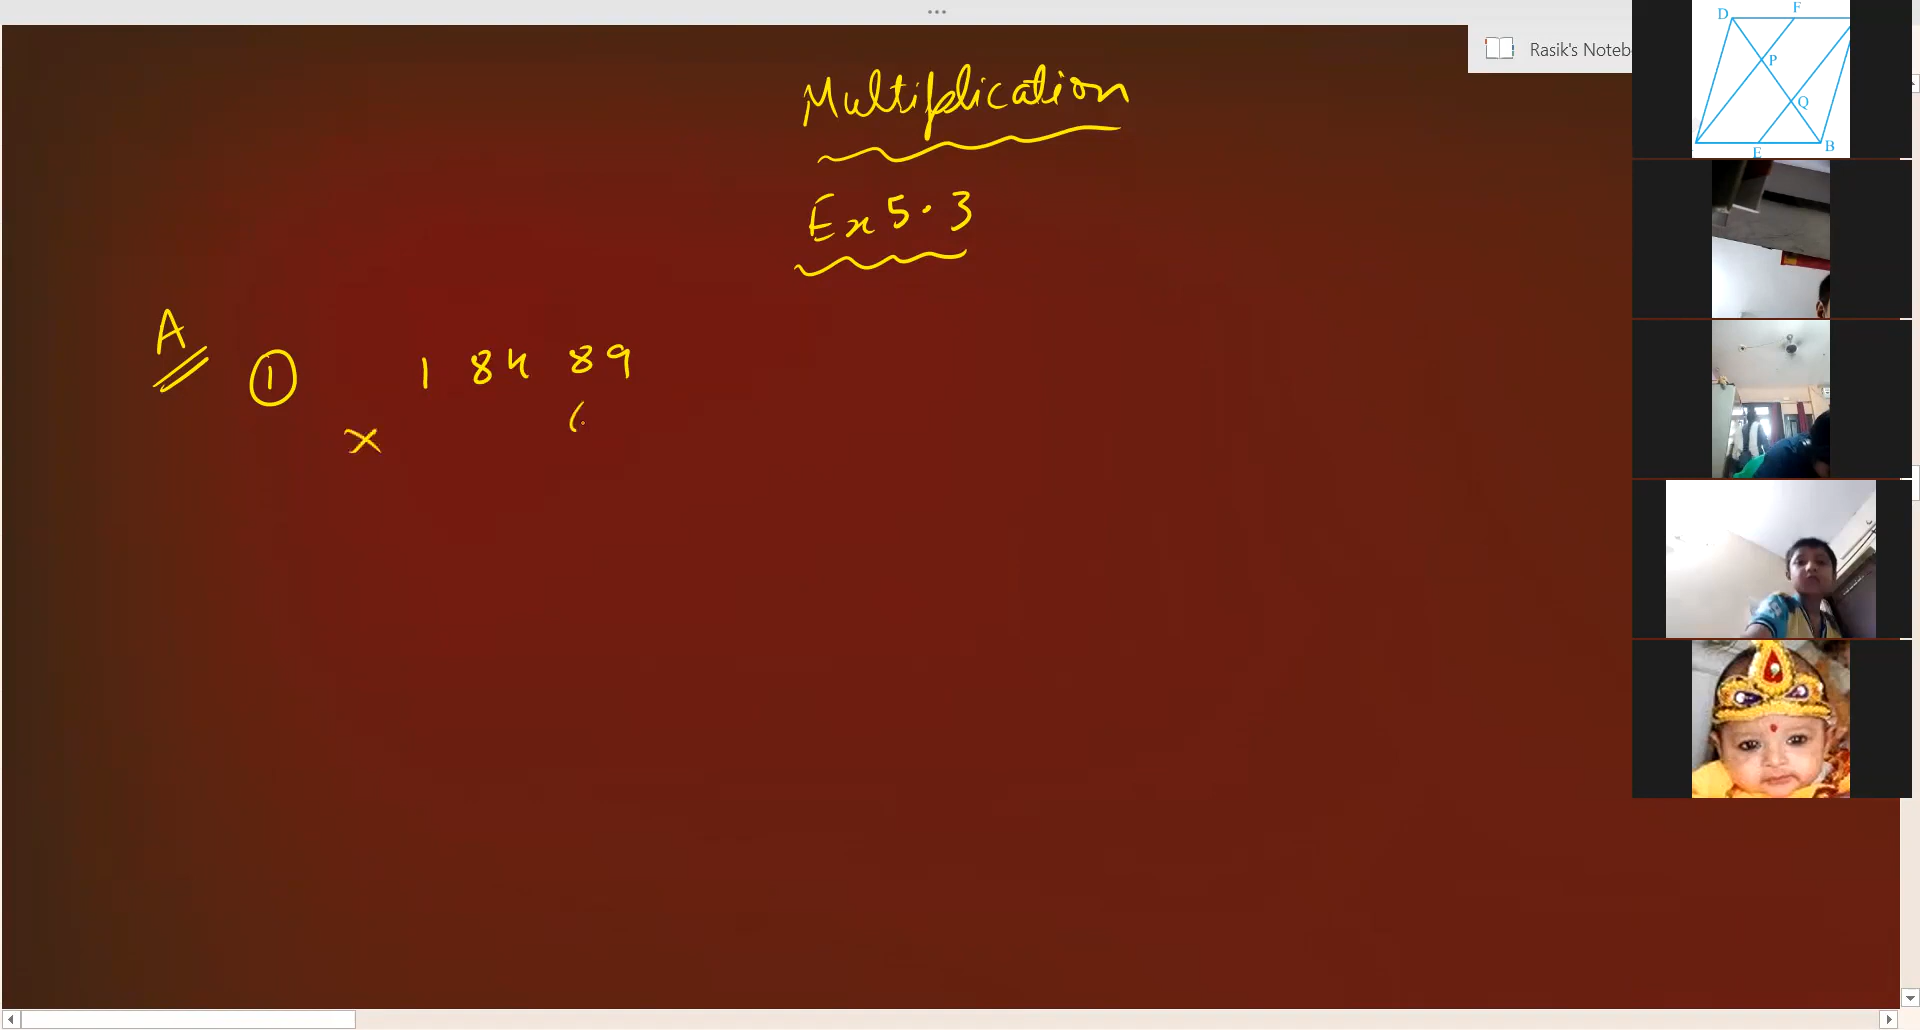 Multiplication
Ex 5.3
A
① 1 84 89
×
Rasik's Noteb
D F
P
Q
E B